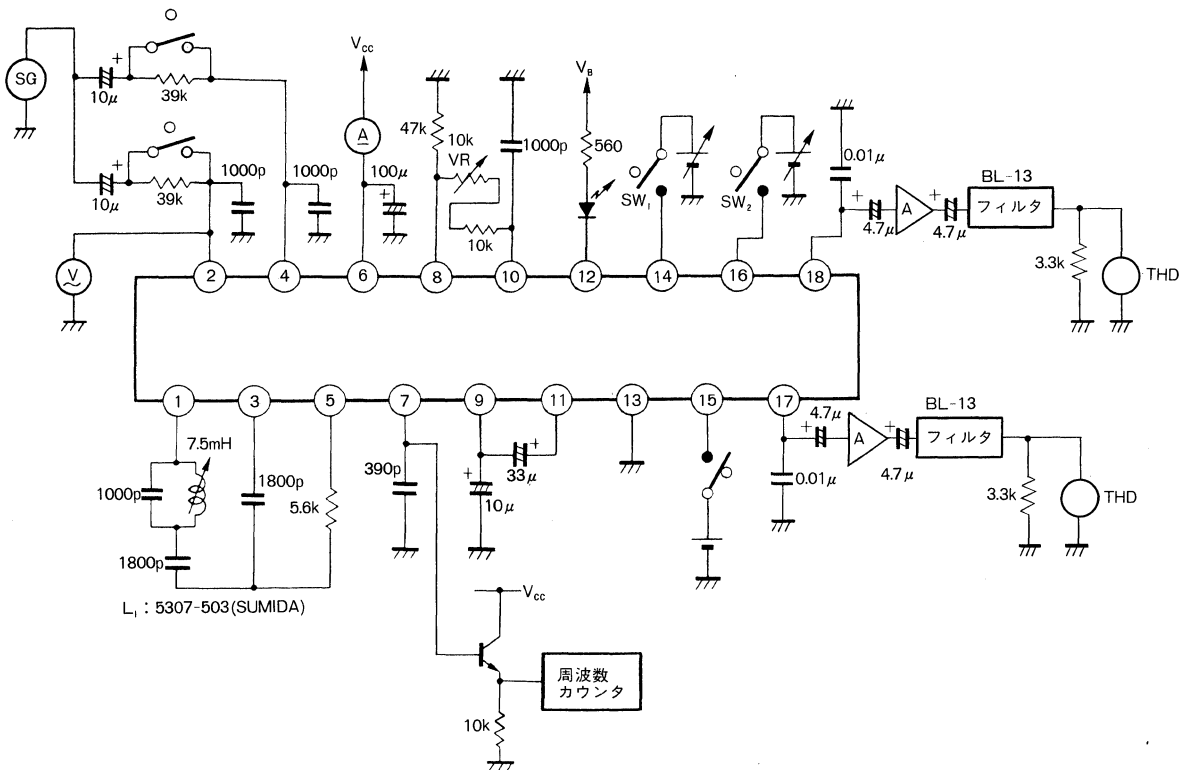 SG
10μ
39k
10μ
39k
1000p
1000p
V
Vcc
A
100μ
47k
10k
VR
10k
1000p
VB
560
SW1
SW2
0.01μ
4.7μ
A
4.7μ
BL-13
フィルタ
3.3k
THD
2
4
6
8
10
12
14
16
18
1
3
5
7
9
11
13
15
17
7.5mH
1000p
1800p
1800p
5.6k
L1 : 5307-503 (SUMIDA)
390p
10μ
33μ
Vcc
10k
周波数
カウンタ
4.7μ
0.01μ
A
4.7μ
BL-13
フィルタ
3.3k
THD